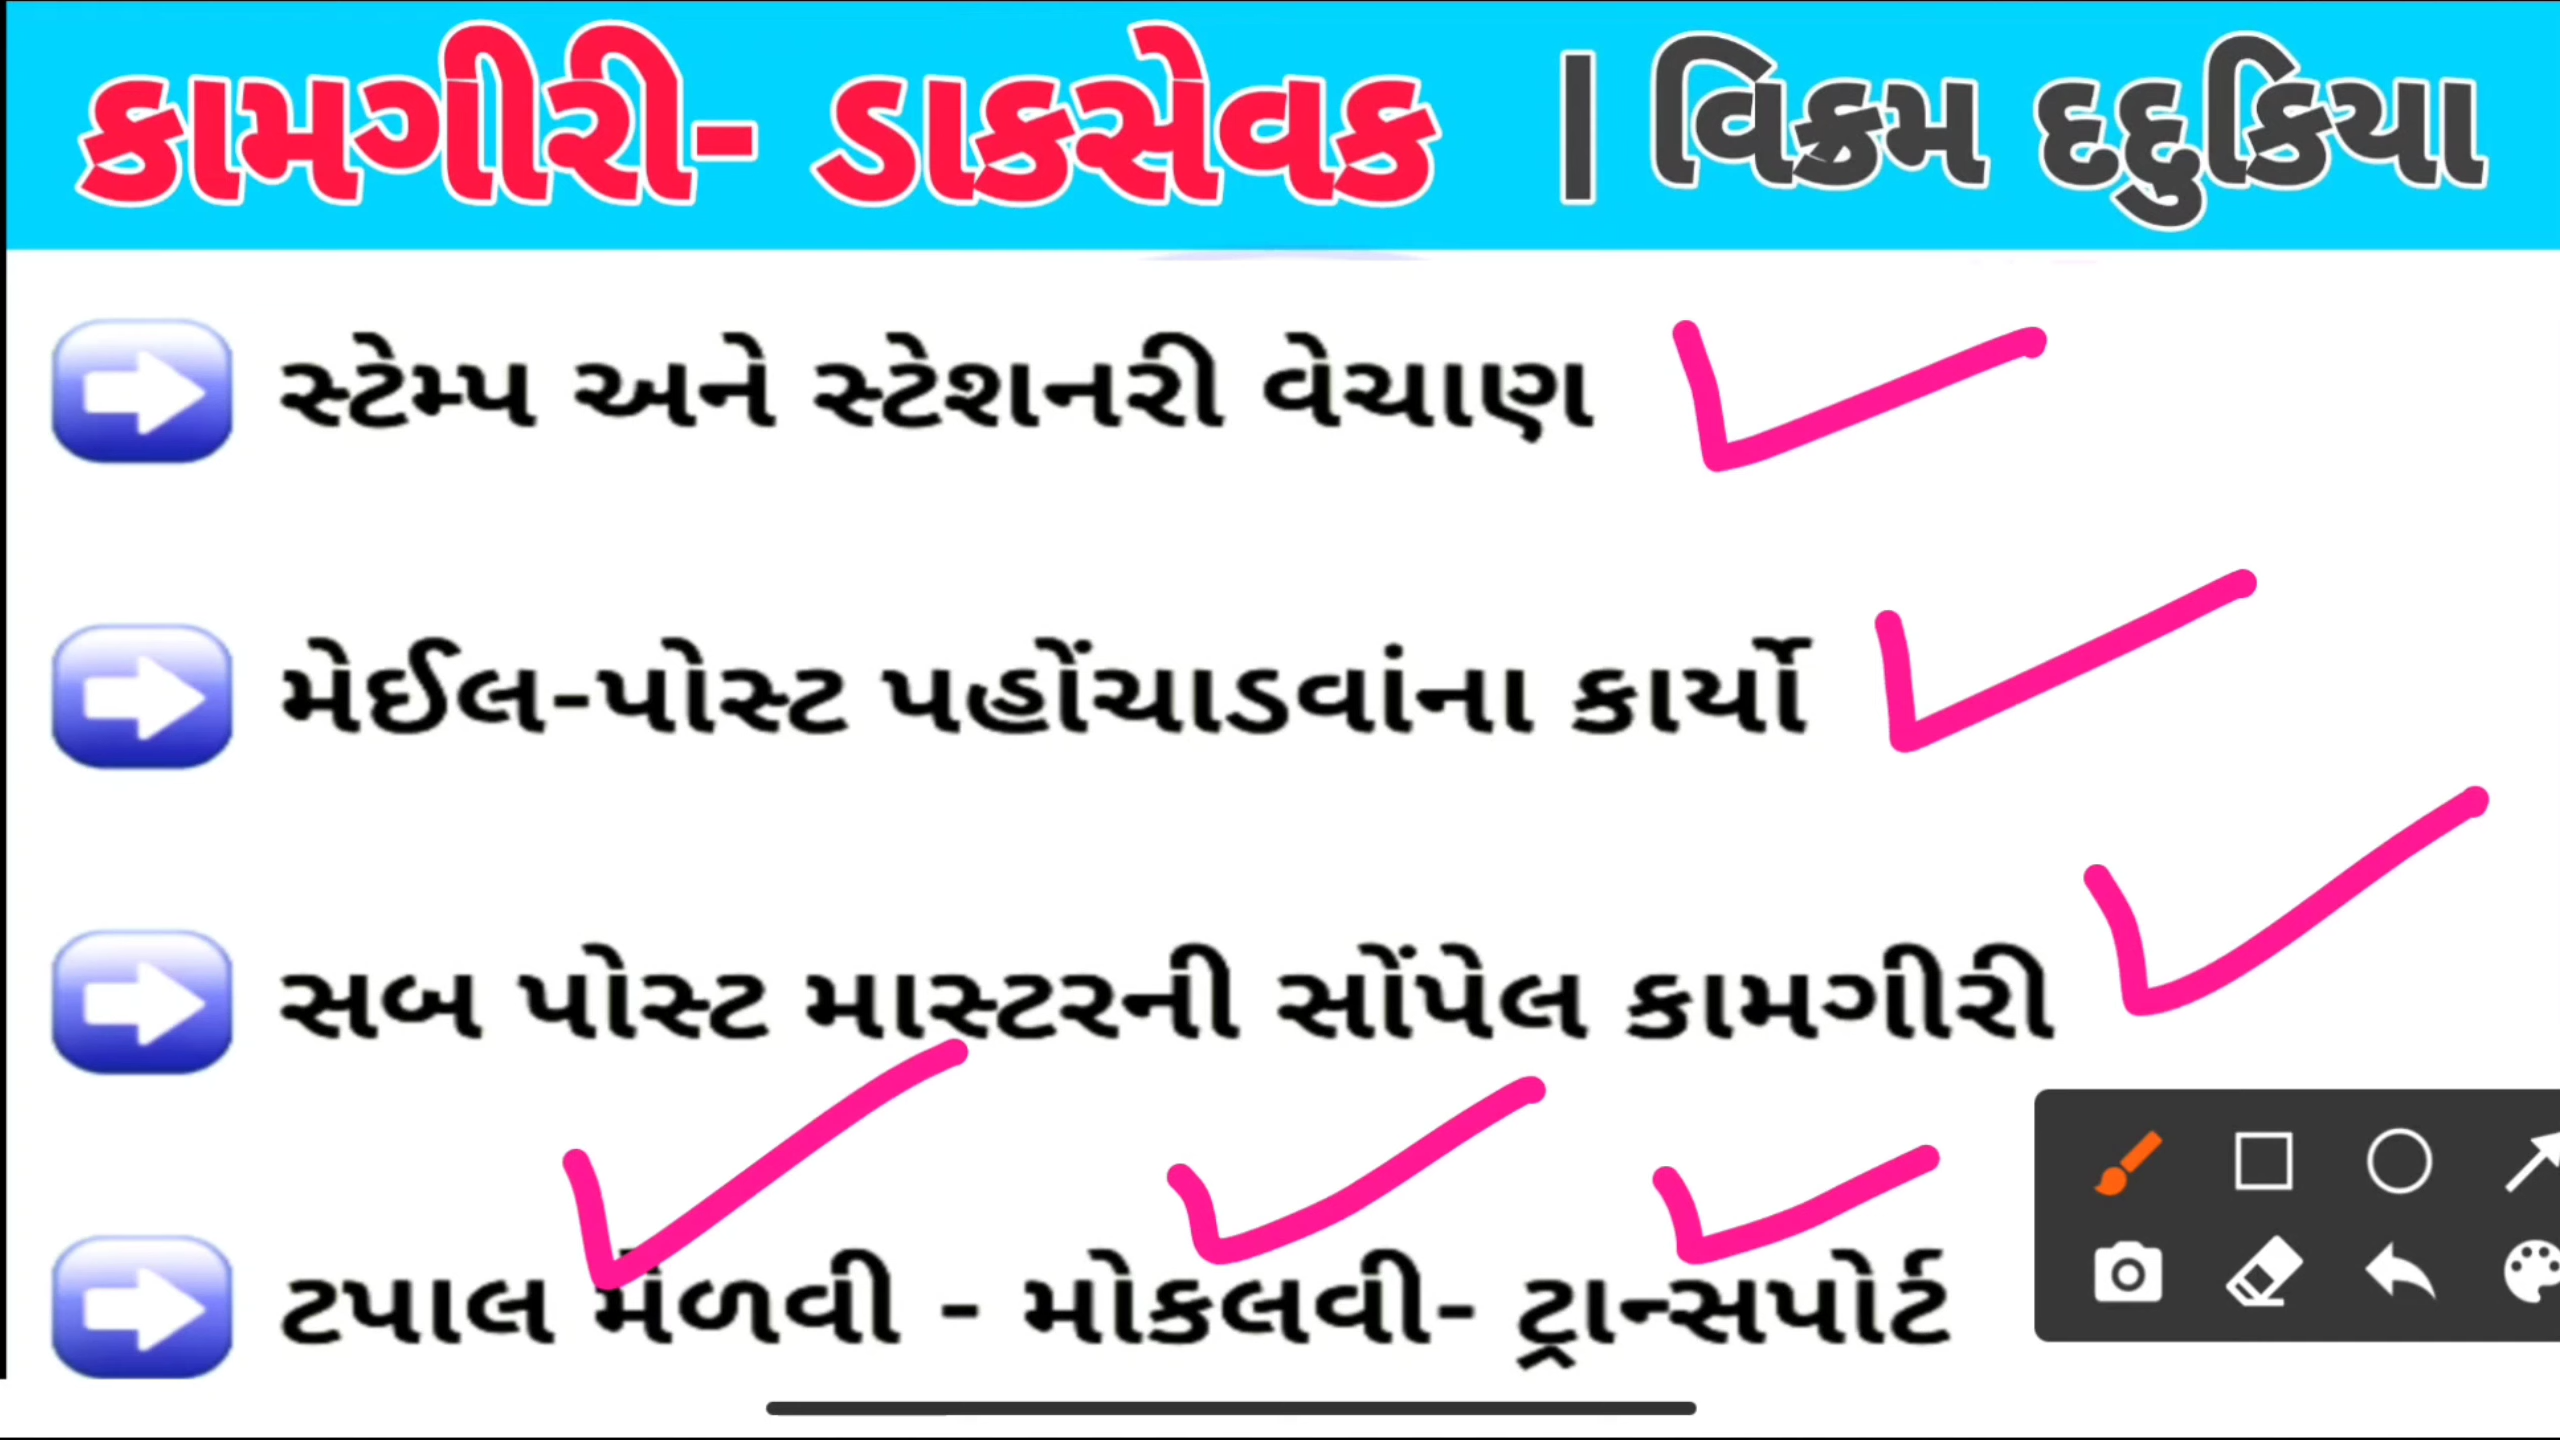 કામગીરી- ડાકસેવક | વિક્રમ દદુકિયા
સ્ટેમ્પ અને સ્ટેશનરી વેચાણ
મેઈલ-પોસ્ટ પહોંચાડવાંના કાર્યો
સબ પોસ્ટ માસ્ટરની સોંપેલ કામગીરી
ટપાલ મેળવી - મોકલવી- ટ્રાન્સપોર્ટ